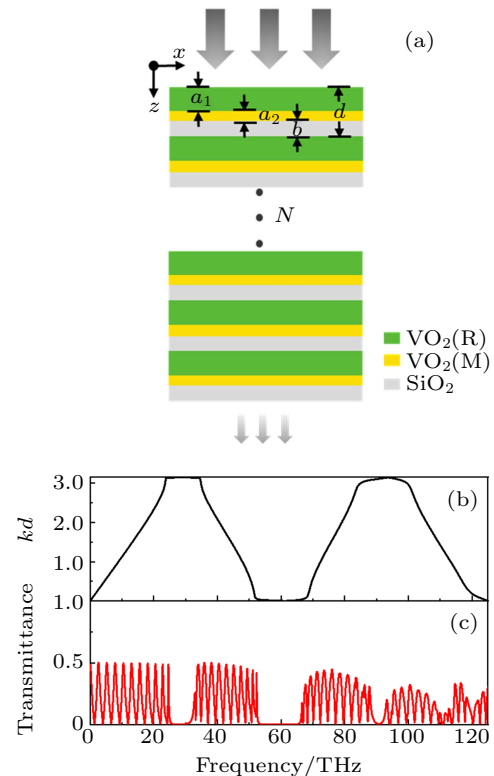 (a)
x
z
a₁
a₂
b
d
N
VO₂(R)
VO₂(M)
SiO₂
(b)
kd
3.0
2.0
1.0
1.0
(c)
Transmittance
0.5
0
0 20 40 60 80 100 120
Frequency/THz